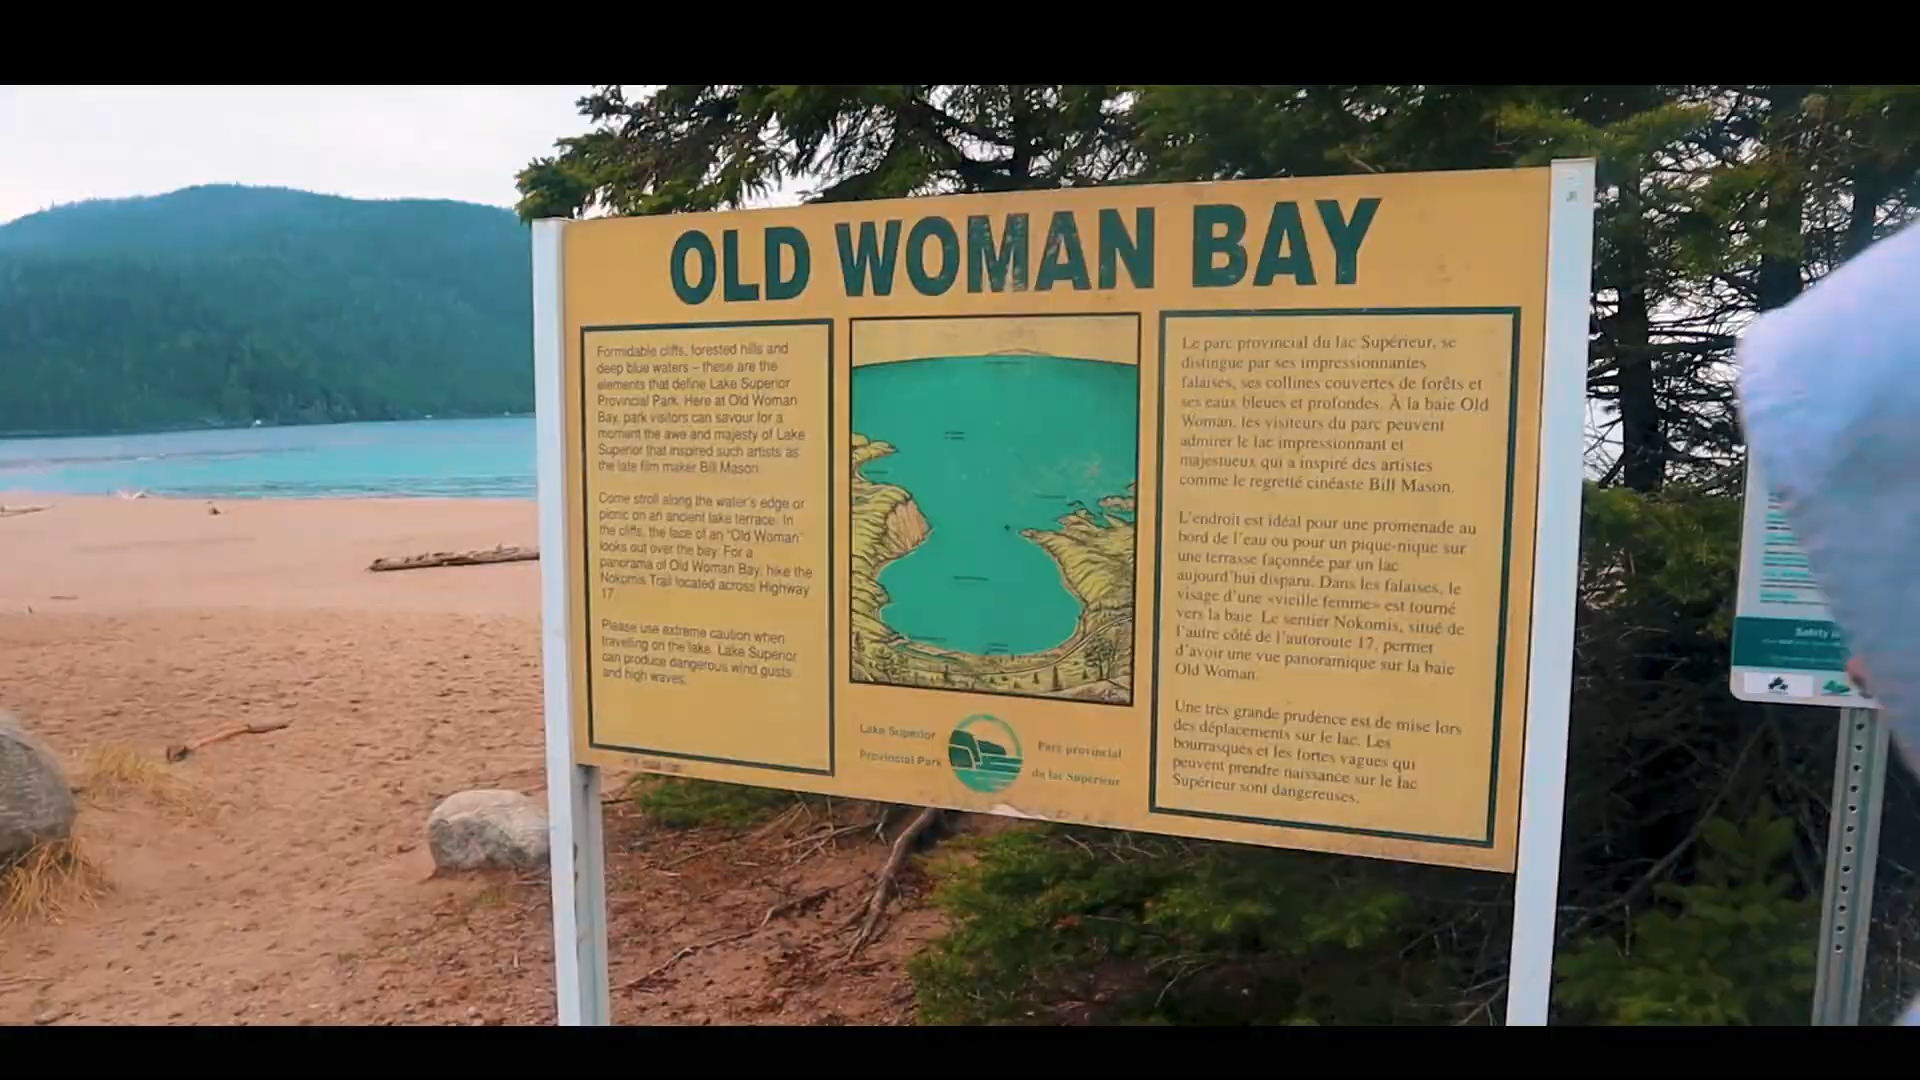 OLD WOMAN BAY
Formidable cliffs, forested hills and
deep blue waters – these are the
elements that define Lake Superior
Provincial Park. Here at Old Woman
Bay, park visitors can savour for a
moment the awe and majesty of Lake
Superior that inspired such artists as
the late film maker Bill Mason.
Come stroll along the water's edge or
picnic on an ancient lake terrace. In
the cliffs, the face of an "Old Woman"
looks out over the bay. For a
panorama of Old Woman Bay, hike the
Nokomis Trail located across Highway
17.
Please use extreme caution when
travelling on the lake. Lake Superior
can produce dangerous wind gusts
and high waves.
Lake Superior
Provincial Park
Parc provincial
du lac Supérieur
Le parc provincial du lac Supérieur, se
distingue par ses impressionnantes
falaises, ses collines couvertes de forêts et
ses eaux bleues et profondes. À la baie Old
Woman, les visiteurs du parc peuvent
admirer le lac impressionnant et
majestueux qui a inspiré des artistes
comme le regretté cinéaste Bill Mason.
L'endroit est idéal pour une promenade au
bord de l'eau ou pour un pique-nique sur
une terrasse façonnée par un lac
aujourd'hui disparu. Dans les falaises, le
visage d'une «vieille femme» est tourné
vers la baie. Le sentier Nokomis, situé de
l'autre côté de l'autoroute 17, permet
d'avoir une vue panoramique sur la baie
Old Woman.
Une très grande prudence est de mise lors
des déplacements sur le lac. Les
bourrasques et les fortes vagues qui
peuvent prendre naissance sur le lac
Supérieur sont dangereuses.
Safety